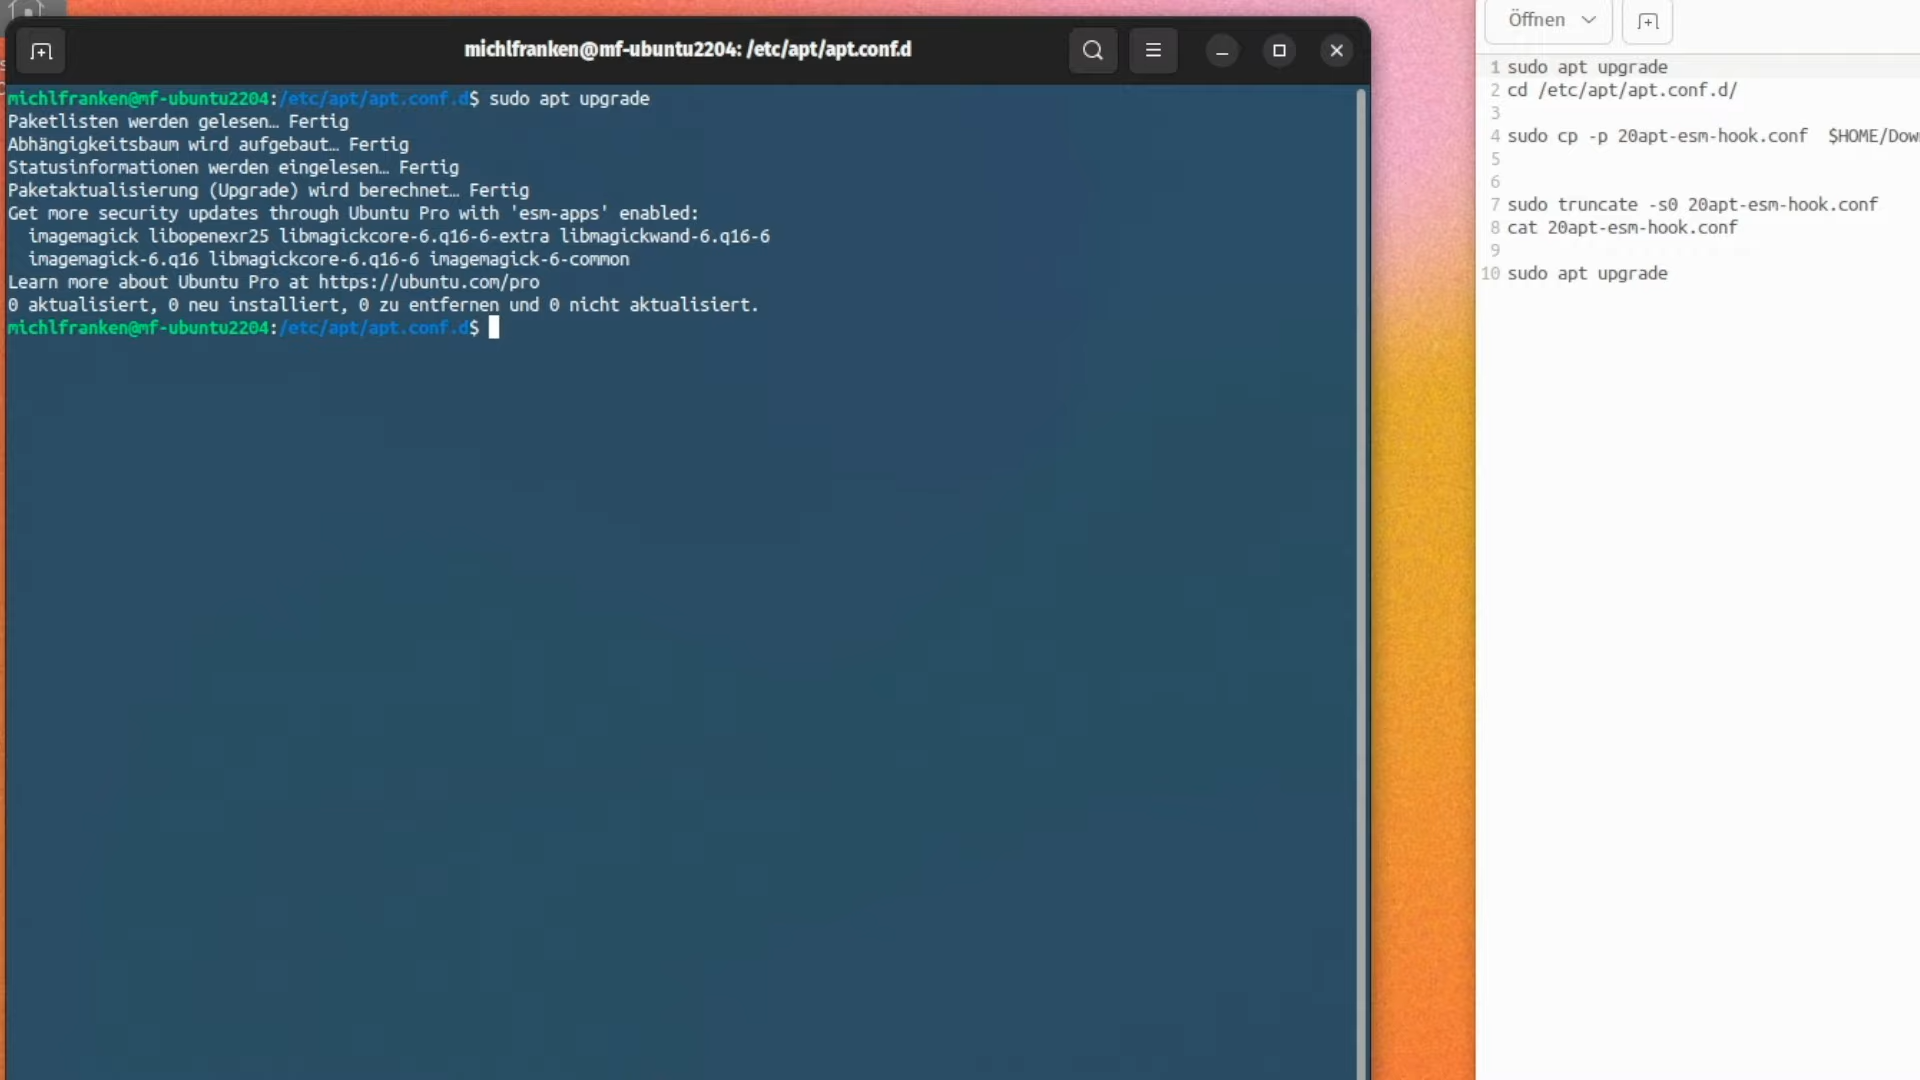 michlfranken@mf-ubuntu2204: /etc/apt/apt.conf.d
michlfranken@mf-ubuntu2204:/etc/apt/apt.conf.d$ sudo apt upgrade
Paketlisten werden gelesen… Fertig
Abhängigkeitsbaum wird aufgebaut… Fertig
Statusinformationen werden eingelesen… Fertig
Paketaktualisierung (Upgrade) wird berechnet… Fertig
Get more security updates through Ubuntu Pro with 'esm-apps' enabled:
imagemagick libopenexr25 libmagickcore-6.q16-6-extra libmagickwand-6.q16-6
imagemagick-6.q16 libmagickcore-6.q16-6 imagemagick-6-common
Learn more about Ubuntu Pro at https://ubuntu.com/pro
0 aktualisiert, 0 neu installiert, 0 zu entfernen und 0 nicht aktualisiert.
michlfranken@mf-ubuntu2204:/etc/apt/apt.conf.d$
Öffnen
1 sudo apt upgrade
2 cd /etc/apt/apt.conf.d/
3
4 sudo cp -p 20apt-esm-hook.conf  $HOME/Dow
5
6
7 sudo truncate -s0 20apt-esm-hook.conf
8 cat 20apt-esm-hook.conf
9
10 sudo apt upgrade